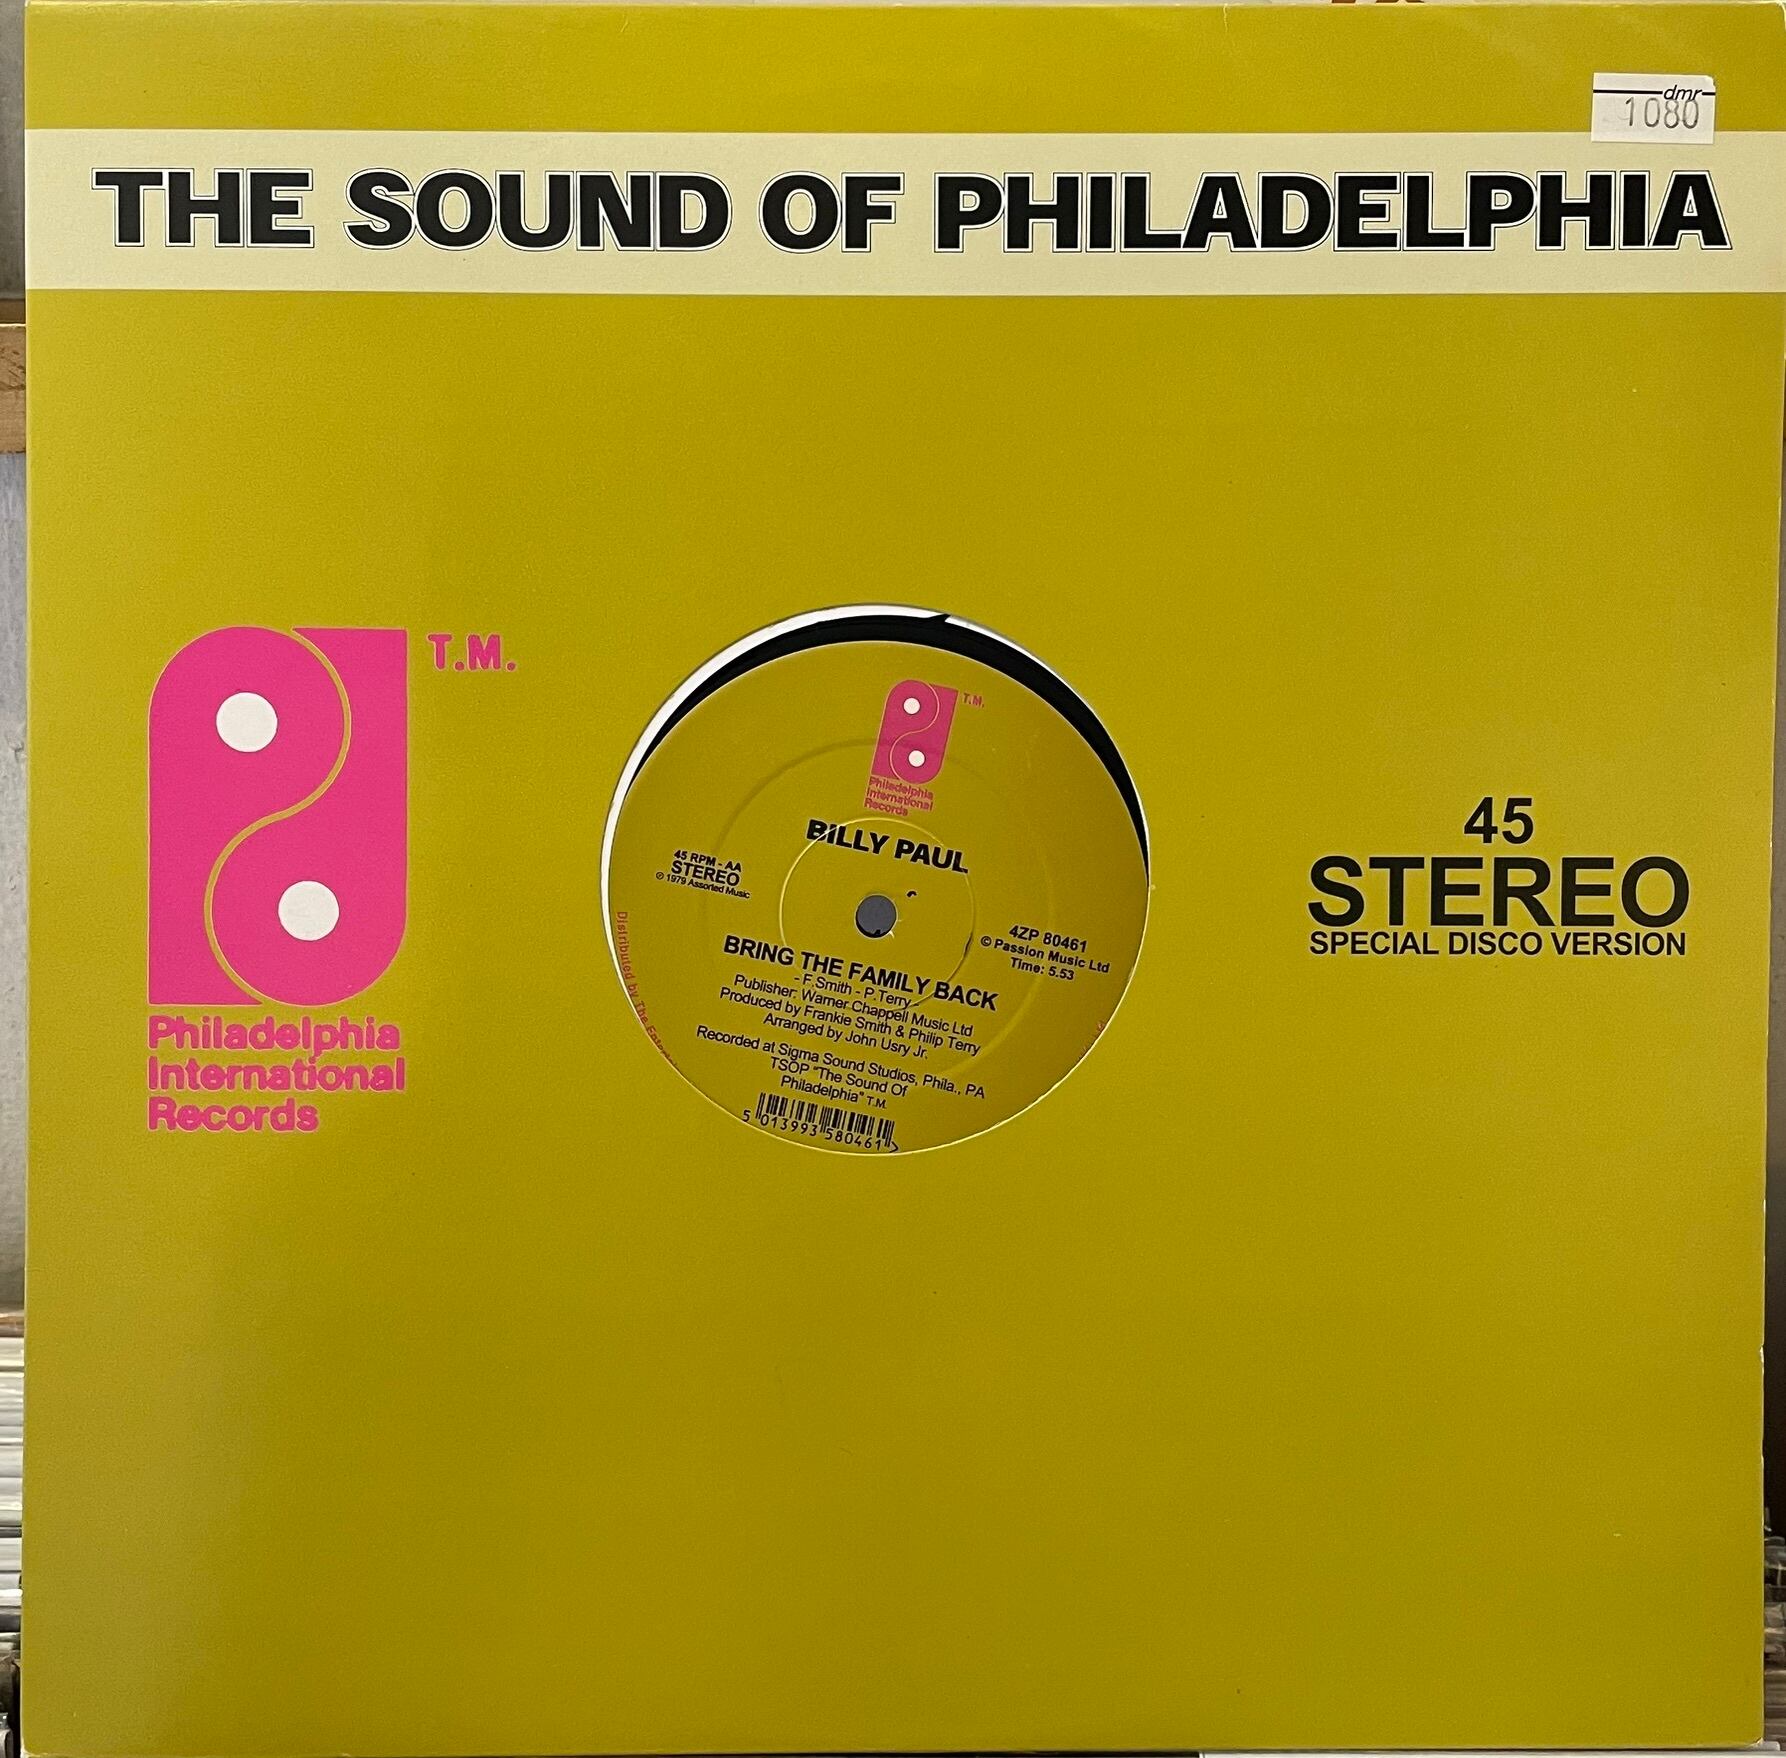 dmr
1080
THE SOUND OF PHILADELPHIA
T.M.
Philadelphia
International
Records
T.M.
Philadelphia
International
Records
BILLY PAUL
45 RPM - AA
STEREO
℗ 1979 Assorted Music
4ZP 80461
© Passion Music Ltd
Time: 5.53
BRING THE FAMILY BACK
- F.Smith - P.Terry -
Publisher: Warner Chappell Music Ltd
Produced by Frankie Smith & Philip Terry
Arranged by John Usry Jr.
Recorded at Sigma Sound Studios, Phila., PA
TSOP "The Sound Of
Philadelphia" T.M.
5 013993 580461 >
Distributed by The
45
STEREO
SPECIAL DISCO VERSION